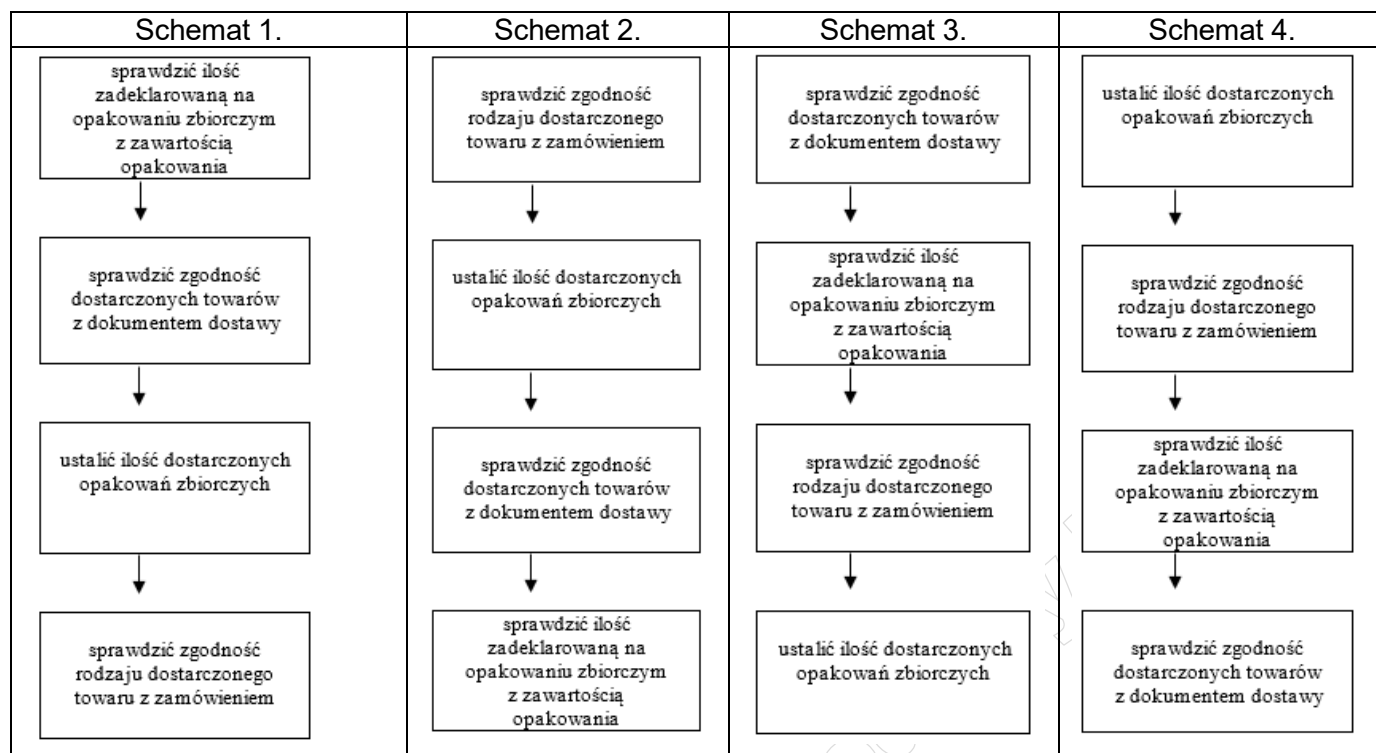 Schemat 1.
Schemat 2.
Schemat 3.
Schemat 4.
sprawdzić ilość
zadeklarowaną na
opakowaniu zbiorczym
z zawartością
opakowania
sprawdzić zgodność
dostarczonych towarów
z dokumentem dostawy
ustalić ilość dostarczonych
opakowań zbiorczych
sprawdzić zgodność
rodzaju dostarczonego
towaru z zamówieniem
sprawdzić zgodność
rodzaju dostarczonego
towaru z zamówieniem
ustalić ilość dostarczonych
opakowań zbiorczych
sprawdzić zgodność
dostarczonych towarów
z dokumentem dostawy
sprawdzić ilość
zadeklarowaną na
opakowaniu zbiorczym
z zawartością
opakowania
sprawdzić zgodność
dostarczonych towarów
z dokumentem dostawy
sprawdzić ilość
zadeklarowaną na
opakowaniu zbiorczym
z zawartością
opakowania
sprawdzić zgodność
rodzaju dostarczonego
towaru z zamówieniem
ustalić ilość dostarczonych
opakowań zbiorczych
ustalić ilość dostarczonych
opakowań zbiorczych
sprawdzić zgodność
rodzaju dostarczonego
towaru z zamówieniem
sprawdzić ilość
zadeklarowaną na
opakowaniu zbiorczym
z zawartością
opakowania
sprawdzić zgodność
dostarczonych towarów
z dokumentem dostawy